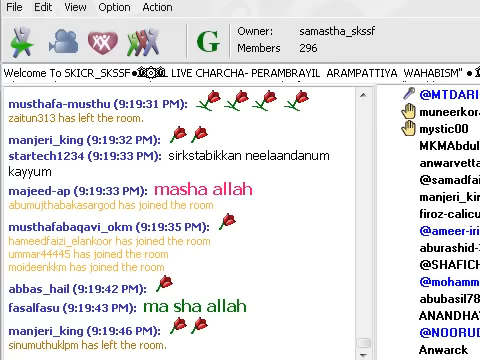 File Edit View Option Action
G
Owner: samastha_skssf
Members 296
Welcome To SKICR_SSF LIVE CHARCHA- PERAMBRAYIL ARAMPATTIYA WAHABISM"
musthafa-musthu (9:19:31 PM):
zaitun313 has left the room.
manjeri_king (9:19:32 PM):
startech1234 (9:19:33 PM): sirkstabikkan neelaandanum
kayyum
majeed-ap (9:19:33 PM): masha allah
abumujthabakasargod has joined the room
musthafabaqavi_okm (9:19:35 PM):
hameedfaizi_elankoor has joined the room
ummar44445 has joined the room
moideenkkm has joined the room
abbas_hail (9:19:42 PM):
fasalfasu (9:19:43 PM): ma sha allah
manjeri_king (9:19:46 PM):
sinumuthuklpm has left the room.
@MTDARI
muneerkor
mystic00
MKMAbdul
anwarvetta
@samadfai
manjeri_kin
firoz-calicu
@ameer-iri
aburashid-3
@SHAFICH
@mohamm
abubasil78
ANANDHA
@NOORUD
Anwarck